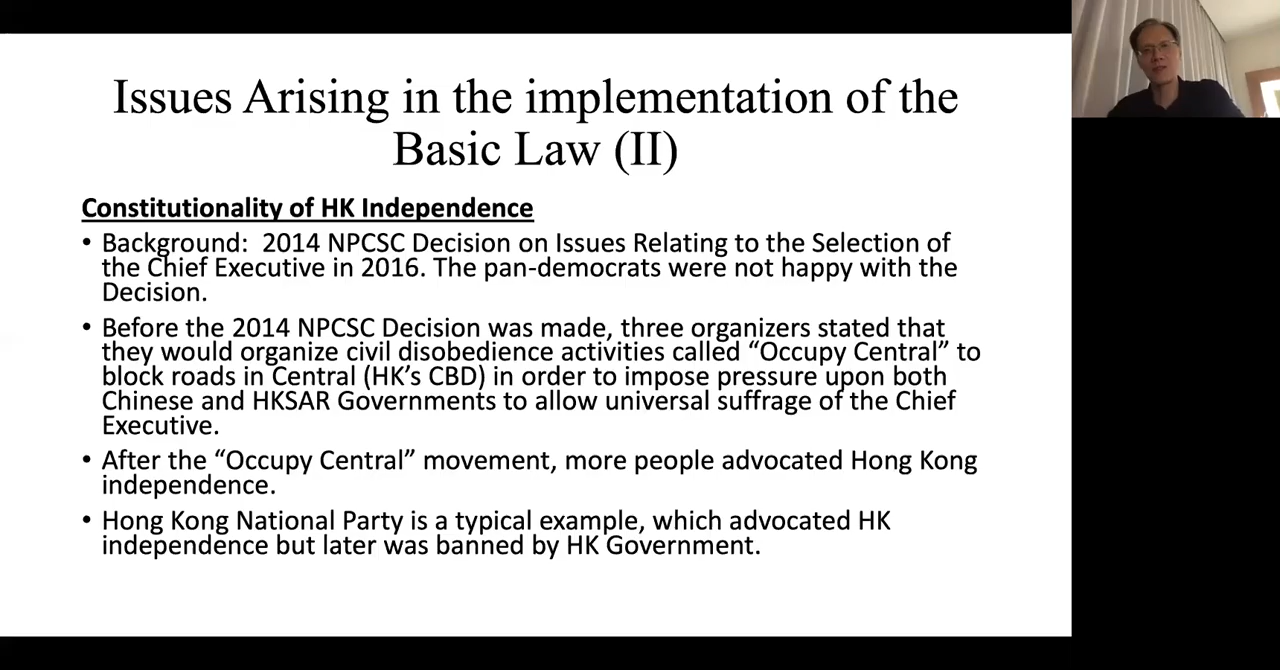 Issues Arising in the implementation of the
Basic Law (II)
Constitutionality of HK Independence
• Background:  2014 NPCSC Decision on Issues Relating to the Selection of
the Chief Executive in 2016. The pan-democrats were not happy with the
Decision.
• Before the 2014 NPCSC Decision was made, three organizers stated that
they would organize civil disobedience activities called “Occupy Central” to
block roads in Central (HK’s CBD) in order to impose pressure upon both
Chinese and HKSAR Governments to allow universal suffrage of the Chief
Executive.
• After the “Occupy Central” movement, more people advocated Hong Kong
independence.
• Hong Kong National Party is a typical example, which advocated HK
independence but later was banned by HK Government.